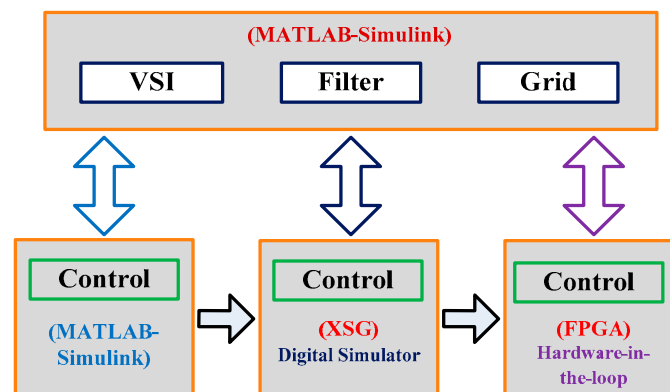 (MATLAB-Simulink)
VSI
Filter
Grid
Control
(MATLAB-
Simulink)
Control
(XSG)
Digital Simulator
Control
(FPGA)
Hardware-in-
the-loop